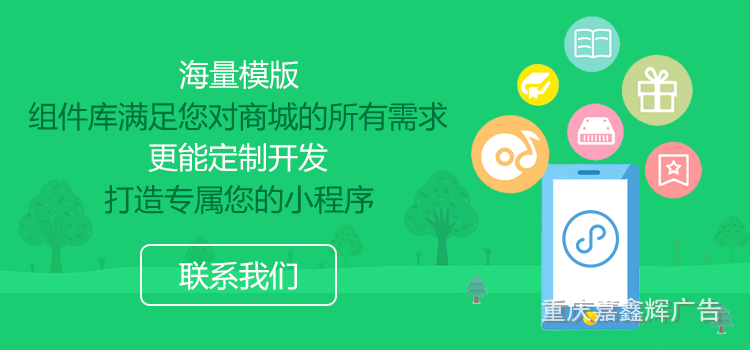 海量模版
组件库满足您对商城的所有需求
更能定制开发
打造专属您的小程序
联系我们
重庆嘉鑫辉广告